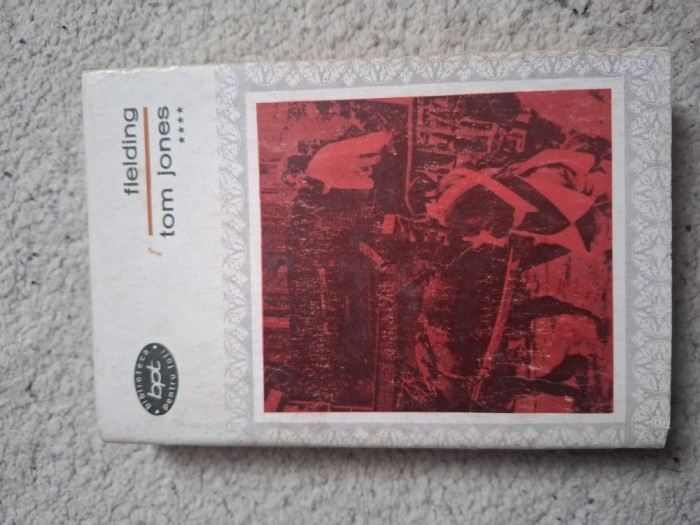 fielding
tom jones
****
biblioteca
bpt
pentru toți